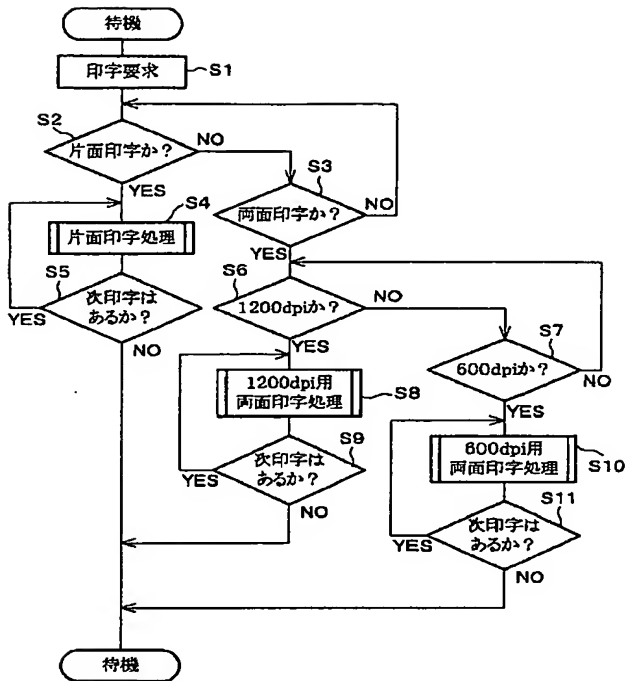 待機
印字要求
S1
S2
片面印字か？
NO
YES
S3
両面印字か？
NO
YES
S4
片面印字処理
S5
次印字は
あるか？
YES
NO
S6
1200dpiか？
NO
YES
S7
600dpiか？
NO
YES
1200dpi用
両面印字処理
S8
S9
次印字は
あるか？
YES
NO
600dpi用
両面印字処理
S10
S11
次印字は
あるか？
YES
NO
待機